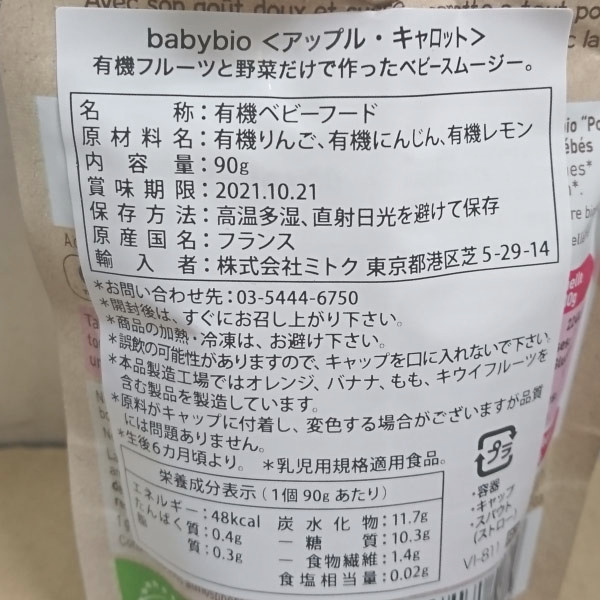 Avec son goût doux et
babybio <アップル・キャロット>
有機フルーツと野菜だけで作ったベビースムージー。
名称:有機ベビーフード
原材料名:有機りんご、有機にんじん、有機レモン
内容量:90g
賞味期限:2021.10.21
保存方法:高温多湿、直射日光を避けて保存
原産国名:フランス
輸入者:株式会社ミトク 東京都港区芝5-29-14
*お問い合わせ先:03-5444-6750
*開封後は、すぐにお召し上がり下さい。
*商品の加熱・冷凍は、お避け下さい。
*誤飲の可能性がありますので、キャップを口に入れないで下さい。
*本品製造工場ではオレンジ、バナナ、もも、キウイフルーツを
含む製品を製造しています。
*原料がキャップに付着し、変色する場合がございますが品質
には問題ありません。
*生後6カ月頃より。 *乳児用規格適用食品。
プラ
・容器
・キャップ
・スパウト
(ストロー)
VI-811
栄養成分表示(1個90gあたり)
エネルギー:48kcal
たんぱく質:0.4g
脂質:0.3g
炭水化物:11.7g
― 糖質:10.3g
― 食物繊維:1.4g
食塩相当量:0.02g